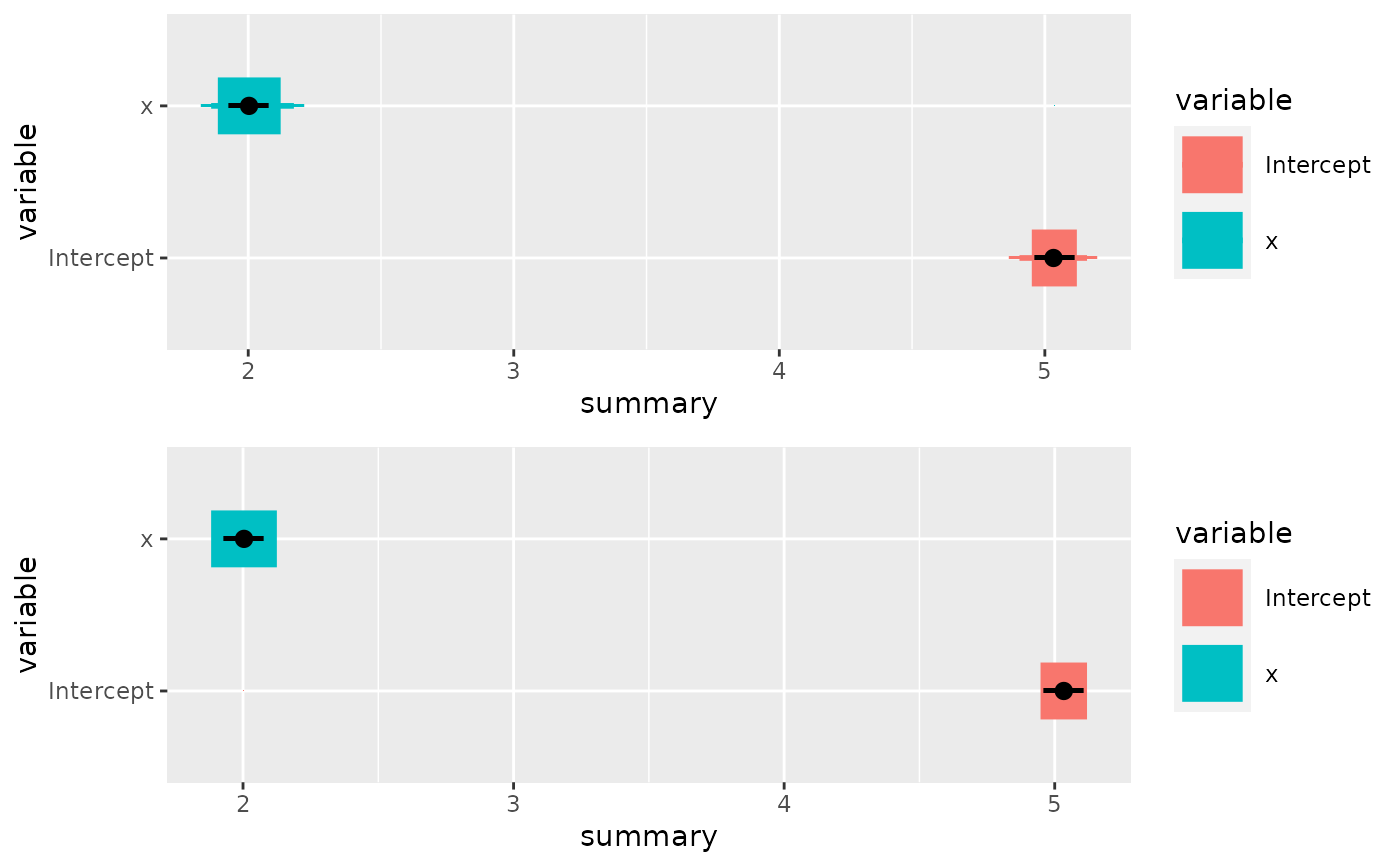 variable
x
Intercept
2 3 4 5
summary
variable
Intercept
x
variable
x
Intercept
2 3 4 5
summary
variable
Intercept
x